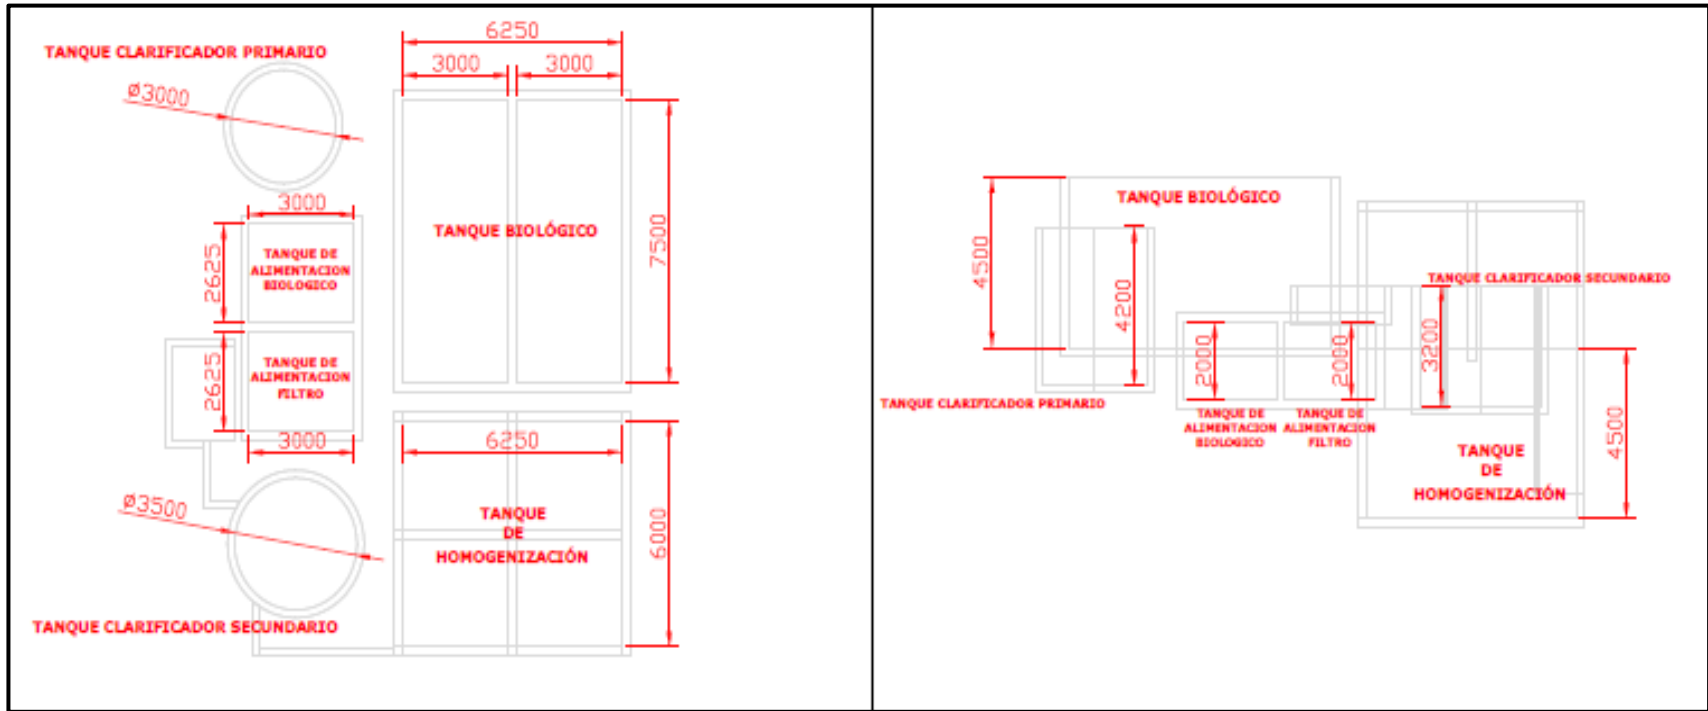 6250
TANQUE CLARIFICADOR PRIMARIO
3000 3000
Ø3000
3000
TANQUE DE
ALIMENTACION
BIOLOGICO
2625
TANQUE BIOLÓGICO
7500
TANQUE DE
ALIMENTACION
FILTRO
2625
3000
6250
Ø3500
TANQUE
DE
HOMOGENIZACIÓN
6000
TANQUE CLARIFICADOR SECUNDARIO
TANQUE BIOLÓGICO
4500
4200
TANQUE CLARIFICADOR SECUNDARIO
2000
2000
3200
TANQUE CLARIFICADOR PRIMARIO
TANQUE DE
ALIMENTACION
BIOLOGICO
TANQUE DE
ALIMENTACION
FILTRO
4500
TANQUE
DE
HOMOGENIZACIÓN